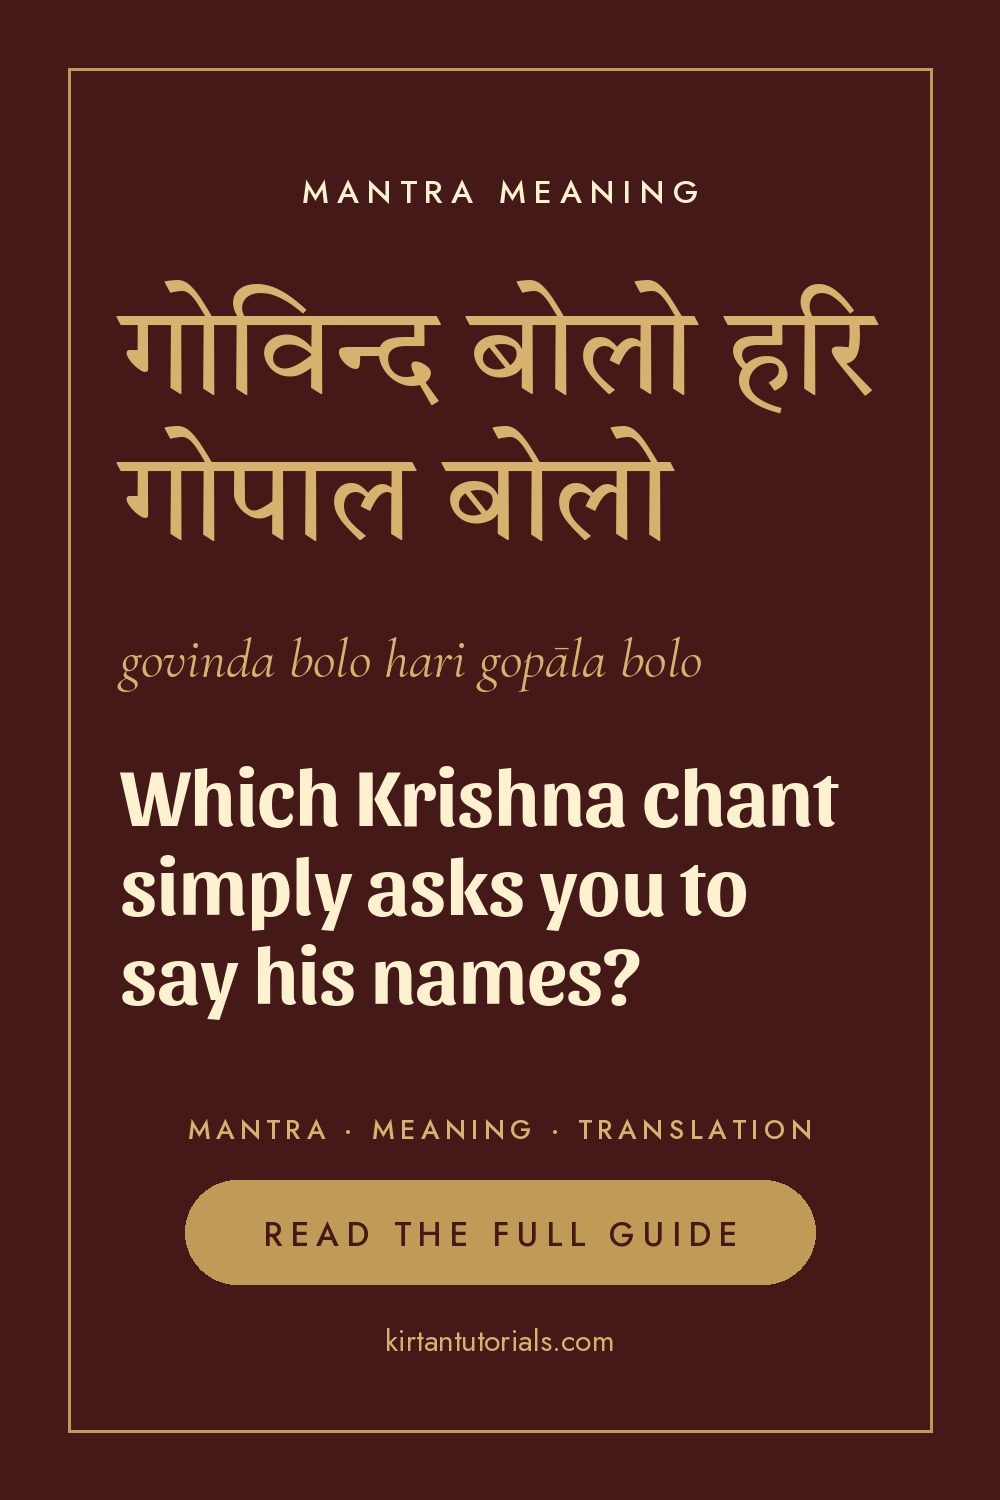 MANTRA MEANING
गोविन्द बोलो हरि
गोपाल बोलो
govinda bolo hari gopāla bolo
Which Krishna chant
simply asks you to
say his names?
MANTRA · MEANING · TRANSLATION
READ THE FULL GUIDE
kirtantutorials.com